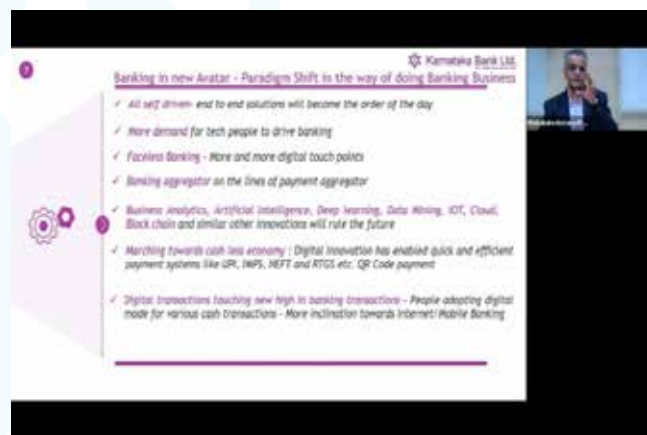 7
Karnataka Bank Ltd.
Banking in new Avatar - Paradigm Shift in the way of doing Banking Business
✓ All self driven- end to end solutions will become the order of the day
✓ More demand for tech people to drive banking
✓ Faceless Banking - More and more digital touch points
✓ Banking aggregator on the lines of payment aggregator
✓ Business Analytics, Artificial Intelligence, Deep learning, Data Mining, IOT, Cloud,
Block chain and similar other innovations will rule the future
✓ Marching towards cash less economy : Digital innovation has enabled quick and efficient
payment systems like UPI, IMPS, NEFT and RTGS etc. QR Code payment
✓ Digital transactions touching new high in banking transactions - People adopting digital
mode for various cash transactions - More inclination towards Internet/ Mobile Banking